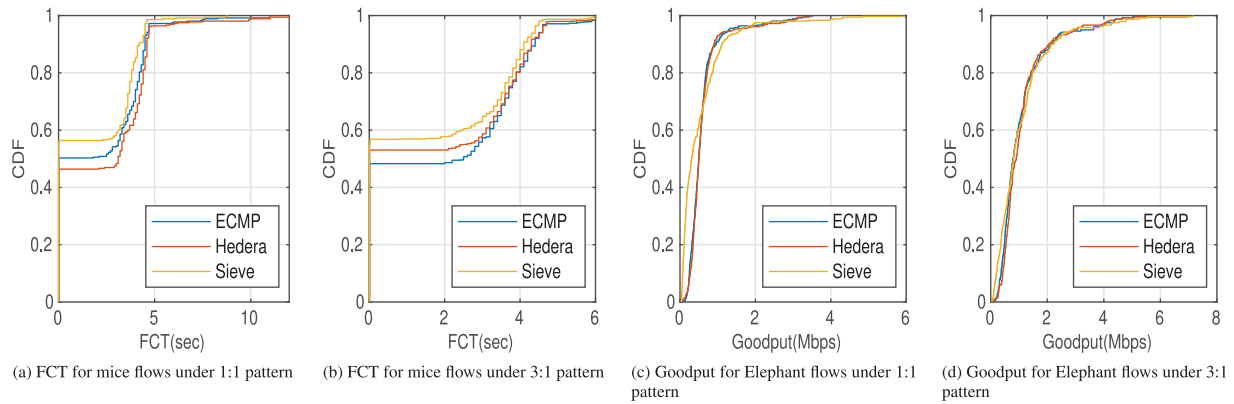 1
0.8
0.6
0.4
0.2
0
CDF
0 5 10
FCT(sec)
ECMP
Hedera
Sieve
(a) FCT for mice flows under 1:1 pattern
1
0.8
0.6
0.4
0.2
0
CDF
0 2 4 6
FCT(sec)
ECMP
Hedera
Sieve
(b) FCT for mice flows under 3:1 pattern
1
0.8
0.6
0.4
0.2
0
CDF
0 2 4 6
Goodput(Mbps)
ECMP
Hedera
Sieve
(c) Goodput for Elephant flows under 1:1
pattern
1
0.8
0.6
0.4
0.2
0
CDF
0 2 4 6 8
Goodput(Mbps)
ECMP
Hedera
Sieve
(d) Goodput for Elephant flows under 3:1
pattern